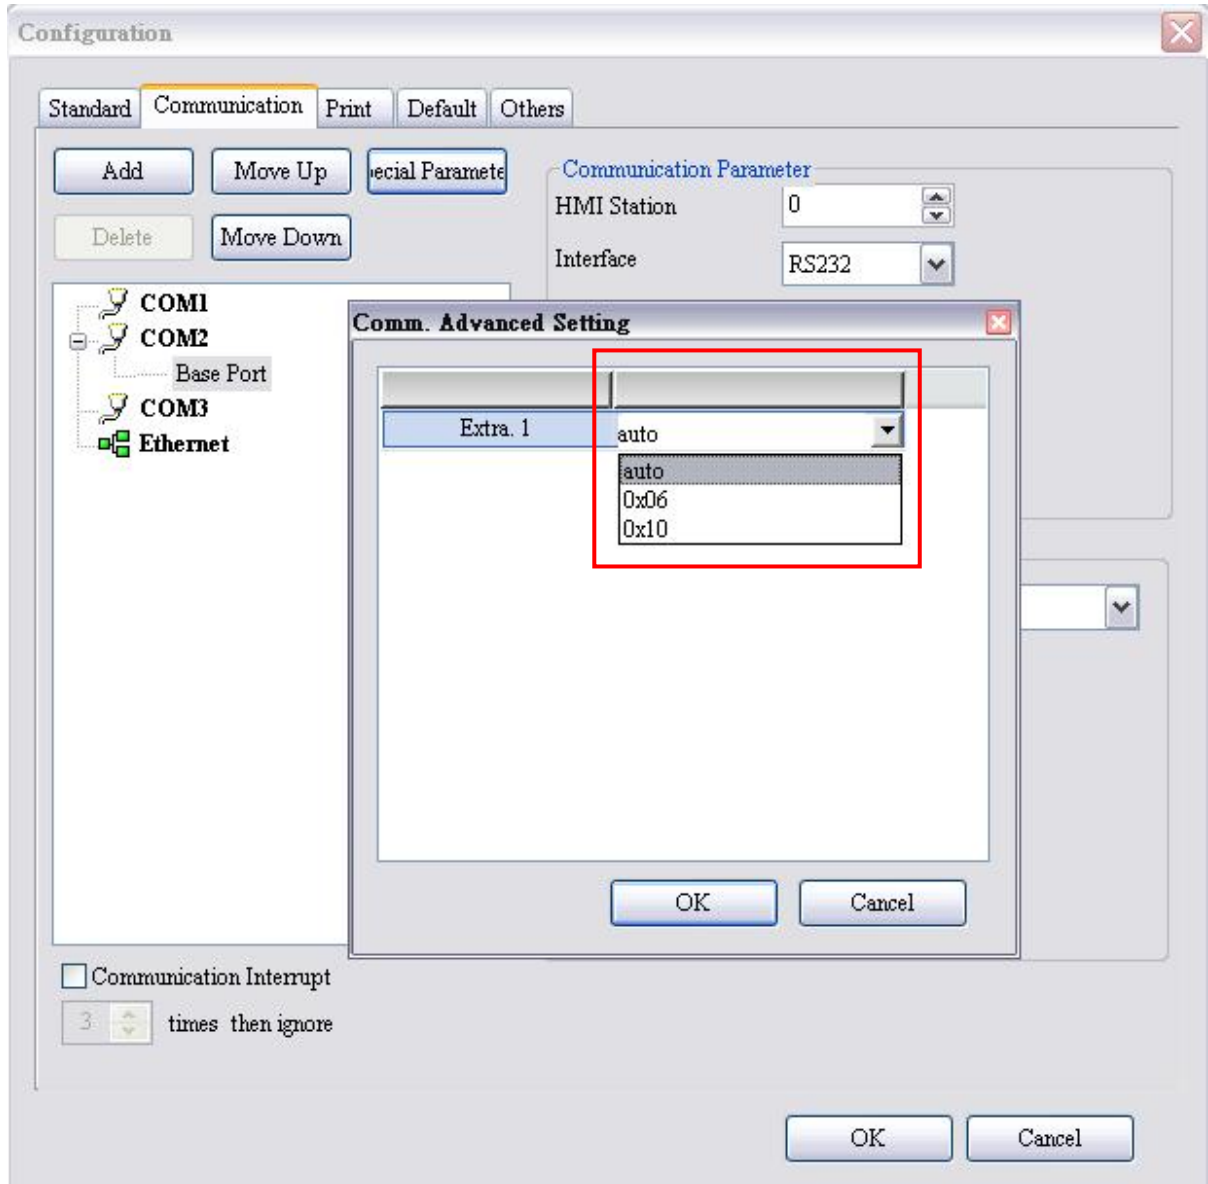 Configuration
Standard Communication Print Default Others
Add Move Up ecial Paramete
Delete Move Down
Communication Parameter
HMI Station 0
Interface RS232
COM1
COM2
Base Port
COM3
Ethernet
Comm. Advanced Setting
Extra. 1 auto
auto
0x06
0x10
OK Cancel
Communication Interrupt
3 times then ignore
OK Cancel